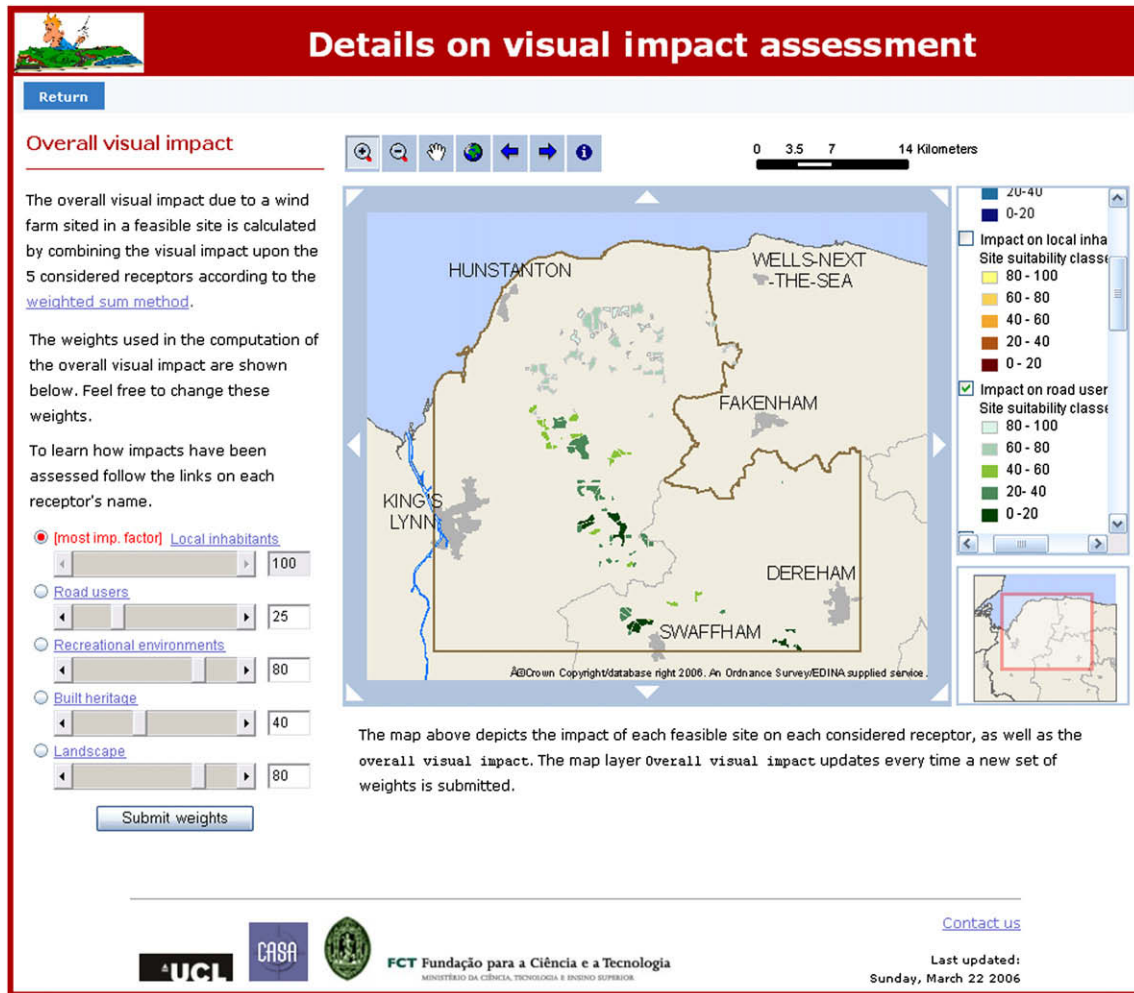 Details on visual impact assessment
Return
Overall visual impact
The overall visual impact due to a wind
farm sited in a feasible site is calculated
by combining the visual impact upon the
5 considered receptors according to the
weighted sum method.
The weights used in the computation of
the overall visual impact are shown
below. Feel free to change these
weights.
To learn how impacts have been
assessed follow the links on each
receptor's name.
[most imp. factor] Local inhabitants
100
Road users
25
Recreational environments
80
Built heritage
40
Landscape
80
Submit weights
0 3.5 7 14 Kilometers
HUNSTANTON
WELLS-NEXT
-THE-SEA
FAKENHAM
KING'S
LYNN
DEREHAM
SWAFFHAM
Â©Crown Copyright/database right 2006. An Ordnance Survey/EDINA supplied service.
20-40
0-20
Impact on local inha
Site suitability classe
80 - 100
60 - 80
40 - 60
20 - 40
0 - 20
Impact on road user
Site suitability classe
80 - 100
60 - 80
40 - 60
20- 40
0 -20
The map above depicts the impact of each feasible site on each considered receptor, as well as the
overall visual impact. The map layer Overall visual impact updates every time a new set of
weights is submitted.
UCL
CASA
FCT Fundação para a Ciência e a Tecnologia
MINISTÉRIO DA CIÊNCIA, TECNOLOGIA E ENSINO SUPERIOR
Contact us
Last updated:
Sunday, March 22 2006